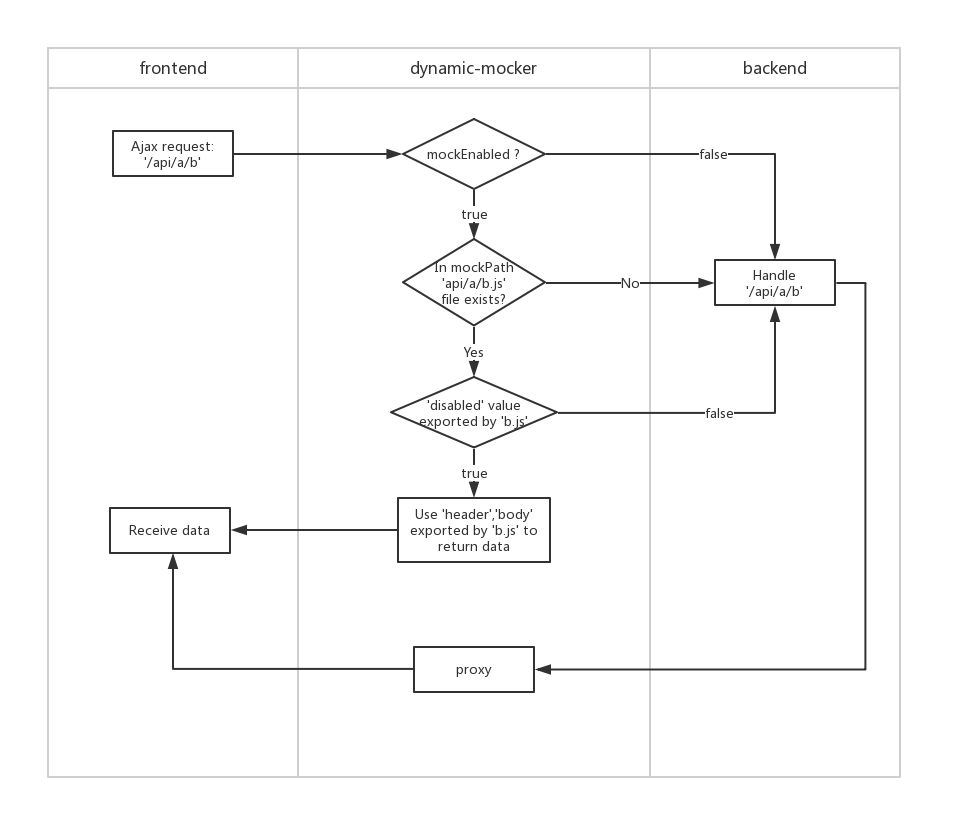 frontend
dynamic-mocker
backend
Ajax request:
'/api/a/b'
mockEnabled ?
false
true
In mockPath
'api/a/b.js'
file exists?
No
Handle
'/api/a/b'
Yes
'disabled' value
exported by 'b.js'
false
true
Use 'header','body'
exported by 'b.js' to
return data
Receive data
proxy